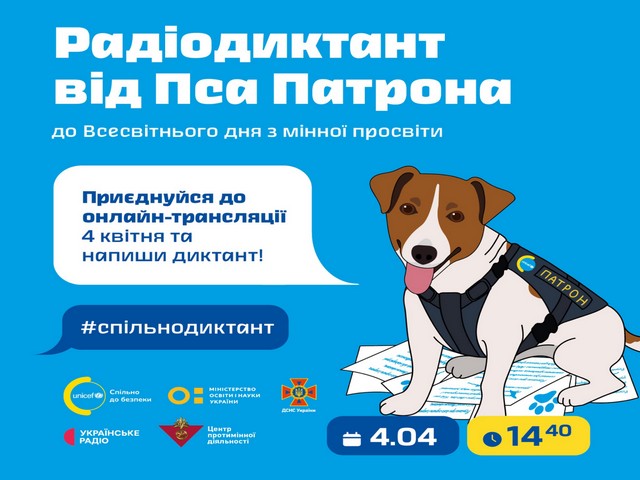 Радіодиктант
від Пса Патрона
до Всесвітнього дня з мінної просвіти
Приєднуйся до
онлайн-трансляції
4 квітня та
напиши диктант!
#спільнодиктант
unicef
ПАТРОН
unicef
Спільно
до безпеки
МІНІСТЕРСТВО
ОСВІТИ І НАУКИ
УКРАЇНИ
ДСНС України
УКРАЇНСЬКЕ
РАДІО
Центр
протимінної
діяльності
4.04
14 40